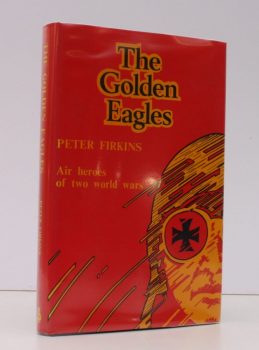 The
Golden
Eagles
PETER FIRKINS
Air heroes
of two world wars
THE GOLDEN EAGLES